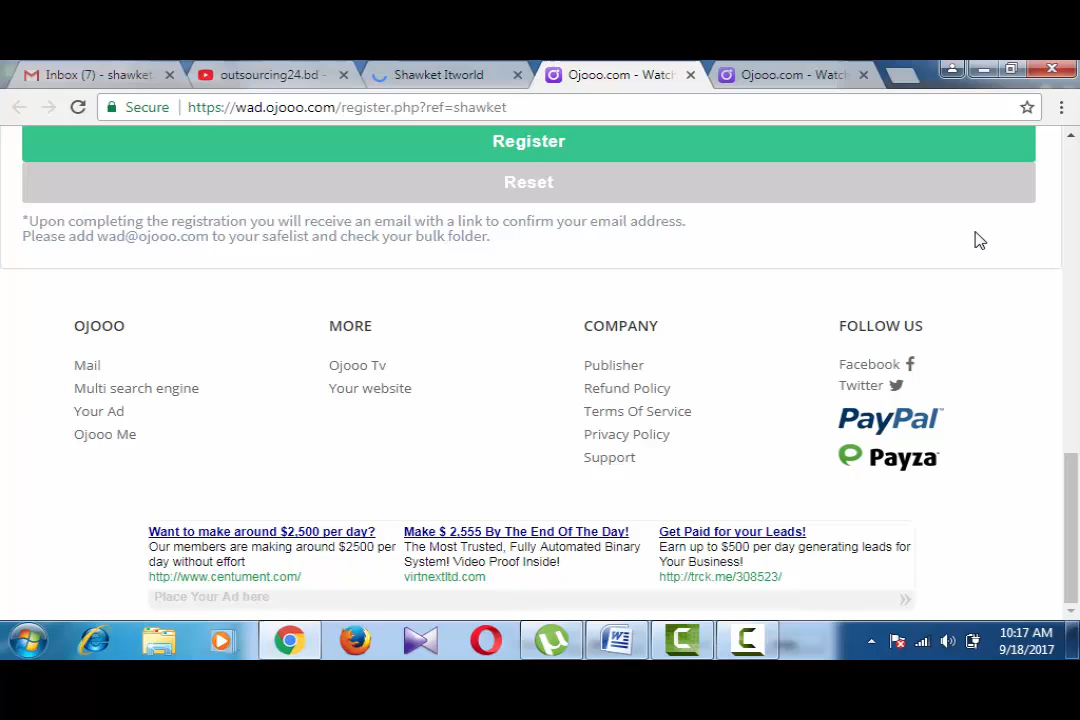 Inbox (7) - shawket
outsourcing24.bd -
Shawket Itworld
Ojooo.com - Watch
Ojooo.com - Watch
Secure
https://wad.ojooo.com/register.php?ref=shawket
Register
Reset
*Upon completing the registration you will receive an email with a link to confirm your email address.
Please add wad@ojooo.com to your safelist and check your bulk folder.
OJOOO
Mail
Multi search engine
Your Ad
Ojooo Me
MORE
Ojooo Tv
Your website
COMPANY
Publisher
Refund Policy
Terms Of Service
Privacy Policy
Support
FOLLOW US
Facebook
Twitter
PayPal
Payza
Want to make around $2,500 per day?
Our members are making around $2500 per
day without effort
http://www.centument.com/
Make $ 2,555 By The End Of The Day!
The Most Trusted, Fully Automated Binary
System! Video Proof Inside!
virtnextltd.com
Get Paid for your Leads!
Earn up to $500 per day generating leads for
Your Business!
http://trck.me/308523/
Place Your Ad here
10:17 AM
9/18/2017